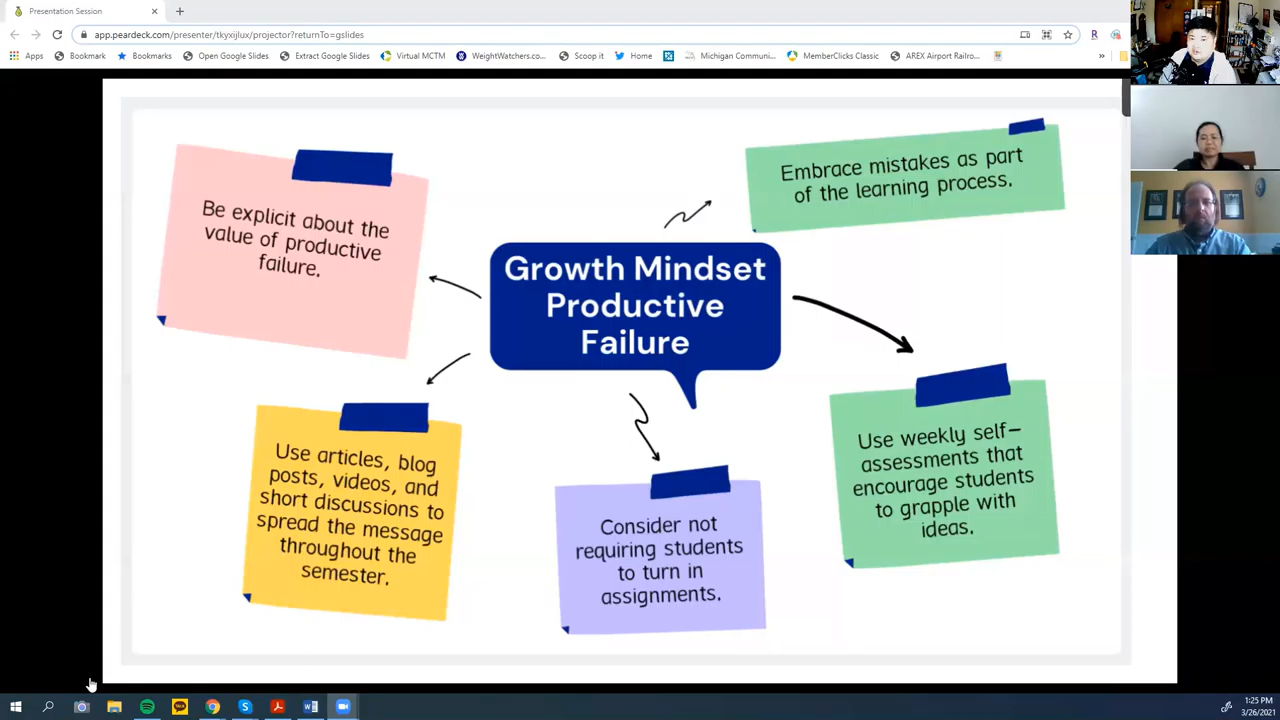 Presentation Session
app.peardeck.com/presenter/tkyxijlux/projector?returnTo=gslides
R
Apps
Bookmark
Bookmarks
Open Google Slides
Extract Google Slides
Virtual MCTM
WeightWatchers.co...
Scoop it
Home
Michigan Communi...
MemberClicks Classic
AREX Airport Railro...
Be explicit about the
value of productive
failure.
Embrace mistakes as part
of the learning process.
Growth Mindset
Productive
Failure
Use articles, blog
posts, videos, and
short discussions to
spread the message
throughout the
semester.
Consider not
requiring students
to turn in
assignments.
Use weekly self-
assessments that
encourage students
to grapple with
ideas.
TALK
1:25 PM
3/26/2021